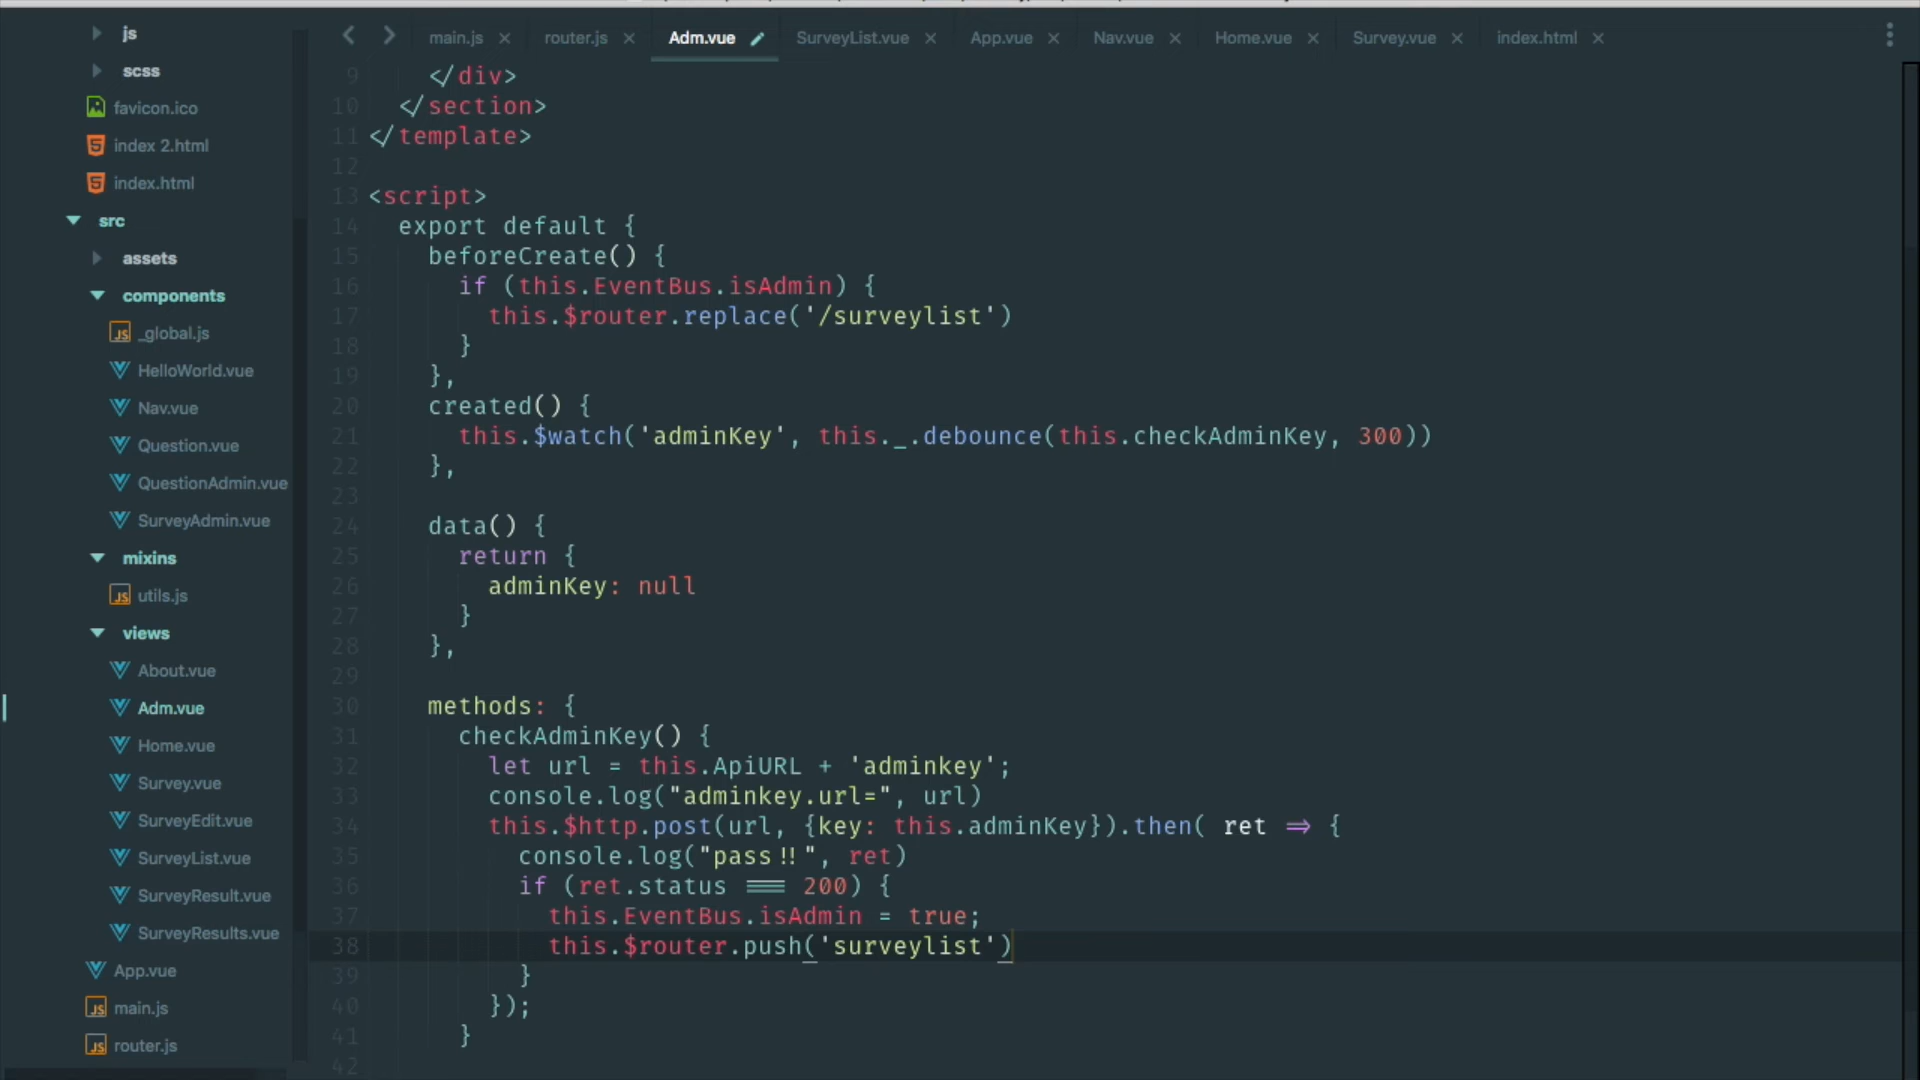 js
scss
favicon.ico
index 2.html
index.html
src
assets
components
_global.js
HelloWorld.vue
Nav.vue
Question.vue
QuestionAdmin.vue
SurveyAdmin.vue
mixins
utils.js
views
About.vue
Adm.vue
Home.vue
Survey.vue
SurveyEdit.vue
SurveyList.vue
SurveyResult.vue
SurveyResults.vue
App.vue
main.js
router.js
main.js × router.js × Adm.vue SurveyList.vue × App.vue × Nav.vue × Home.vue × Survey.vue × index.html ×
9 </div>
10 </section>
11 </template>
12
13 <script>
14 export default {
15 beforeCreate() {
16 if (this.EventBus.isAdmin) {
17 this.$router.replace('/surveylist')
18 }
19 },
20 created() {
21 this.$watch('adminKey', this._.debounce(this.checkAdminKey, 300))
22 },
23
24 data() {
25 return {
26 adminKey: null
27 }
28 },
29
30 methods: {
31 checkAdminKey() {
32 let url = this.ApiURL + 'adminkey';
33 console.log("adminkey.url=", url)
34 this.$http.post(url, {key: this.adminKey}).then( ret => {
35 console.log("pass!!", ret)
36 if (ret.status === 200) {
37 this.EventBus.isAdmin = true;
38 this.$router.push('surveylist')
39 }
40 });
41 }
42